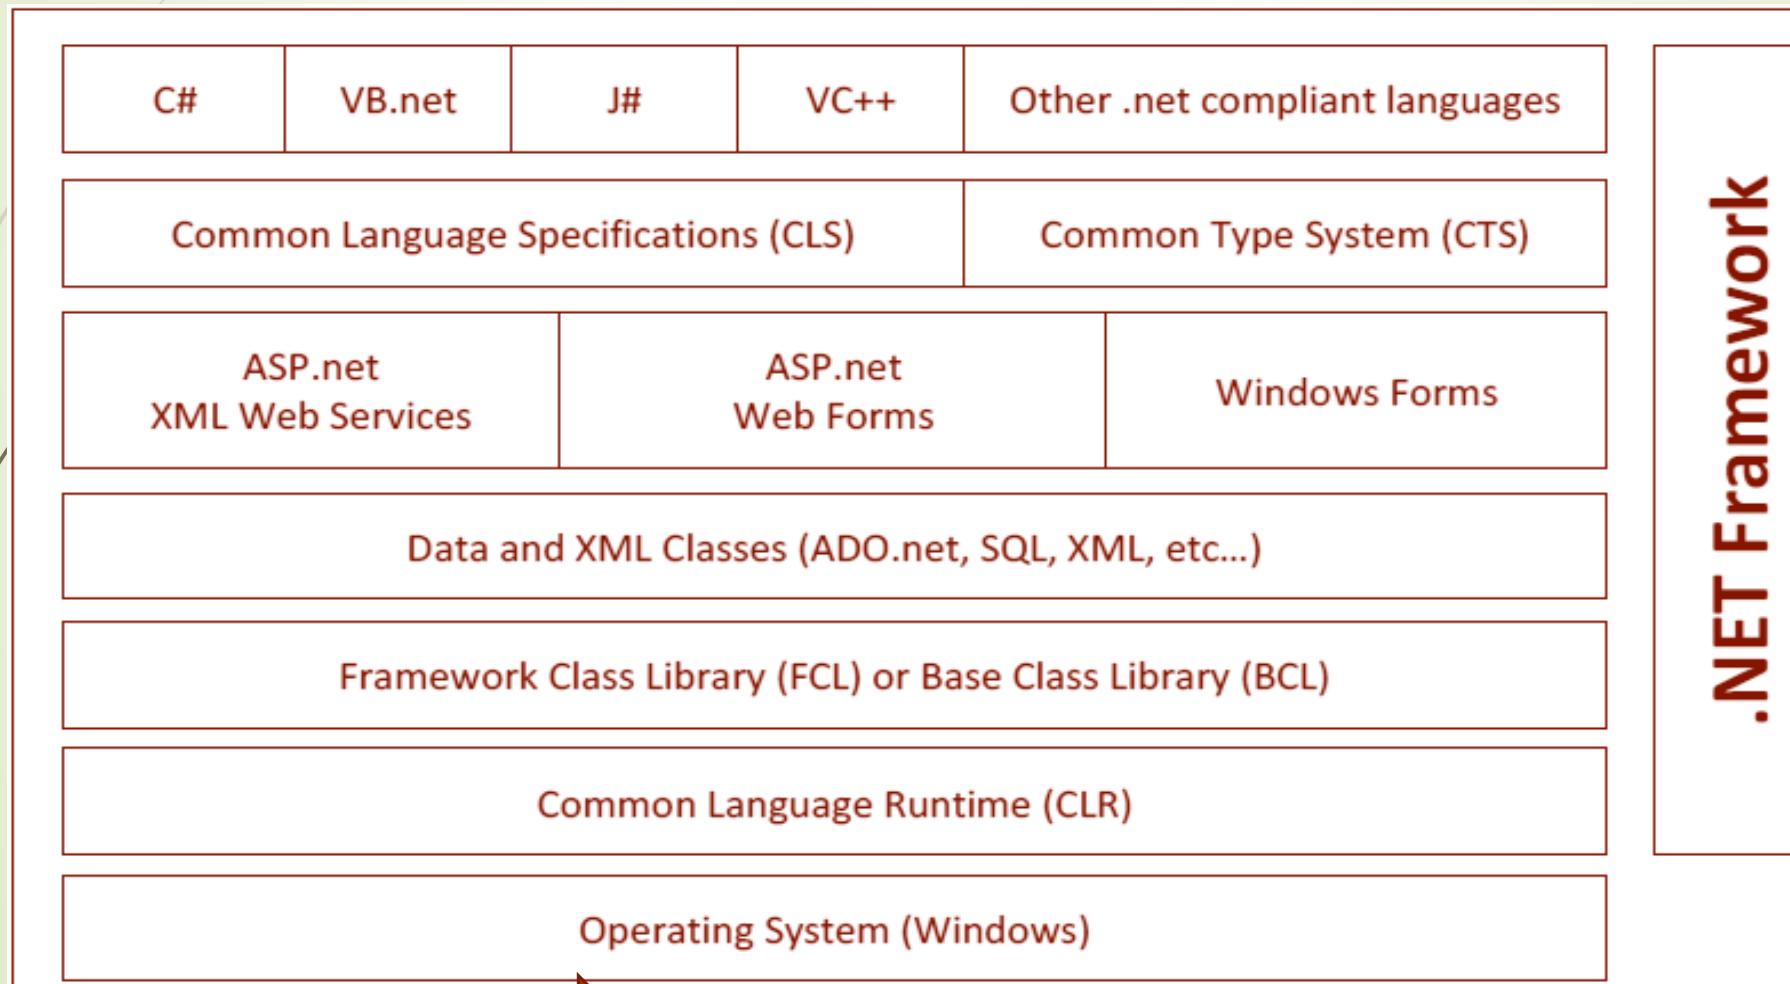 C#
VB.net
J#
VC++
Other .net compliant languages
Common Language Specifications (CLS)
Common Type System (CTS)
ASP.net
XML Web Services
ASP.net
Web Forms
Windows Forms
Data and XML Classes (ADO.net, SQL, XML, etc...)
Framework Class Library (FCL) or Base Class Library (BCL)
Common Language Runtime (CLR)
Operating System (Windows)
.NET Framework